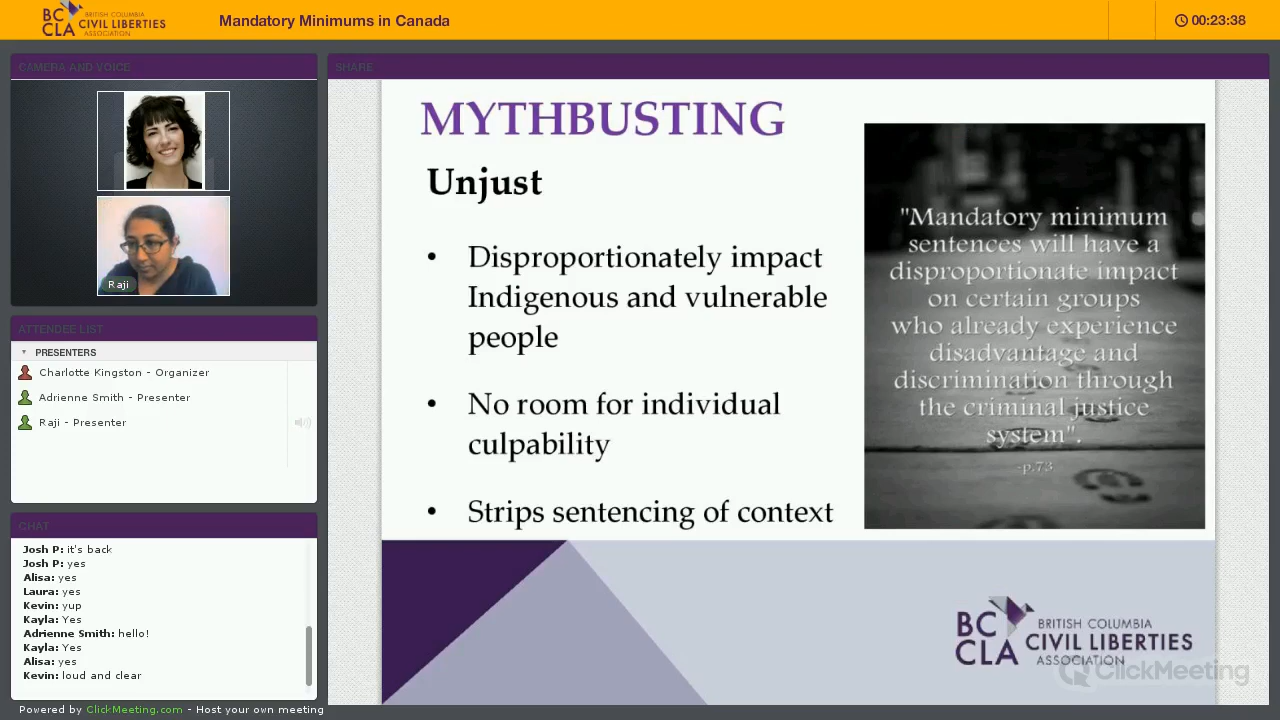 BC
CLA
BRITISH COLUMBIA
CIVIL LIBERTIES
ASSOCIATION
Mandatory Minimums in Canada
00:23:38
CAMERA AND VOICE
Raji
ATTENDEE LIST
PRESENTERS
Charlotte Kingston - Organizer
Adrienne Smith - Presenter
Raji - Presenter
CHAT
Josh P: it's back
Josh P: yes
Alisa: yes
Laura: yes
Kevin: yup
Kayla: Yes
Adrienne Smith: hello!
Kayla: Yes
Alisa: yes
Kevin: loud and clear
Powered by ClickMeeting.com - Host your own meeting
SHARE
MYTHBUSTING
Unjust
• Disproportionately impact
Indigenous and vulnerable
people
• No room for individual
culpability
• Strips sentencing of context
"Mandatory minimum
sentences will have a
disproportionate impact
on certain groups
who already experience
disadvantage and
discrimination through
the criminal justice
system".
-p.73
BC
CLA
BRITISH COLUMBIA
CIVIL LIBERTIES
ASSOCIATION
ClickMeeting